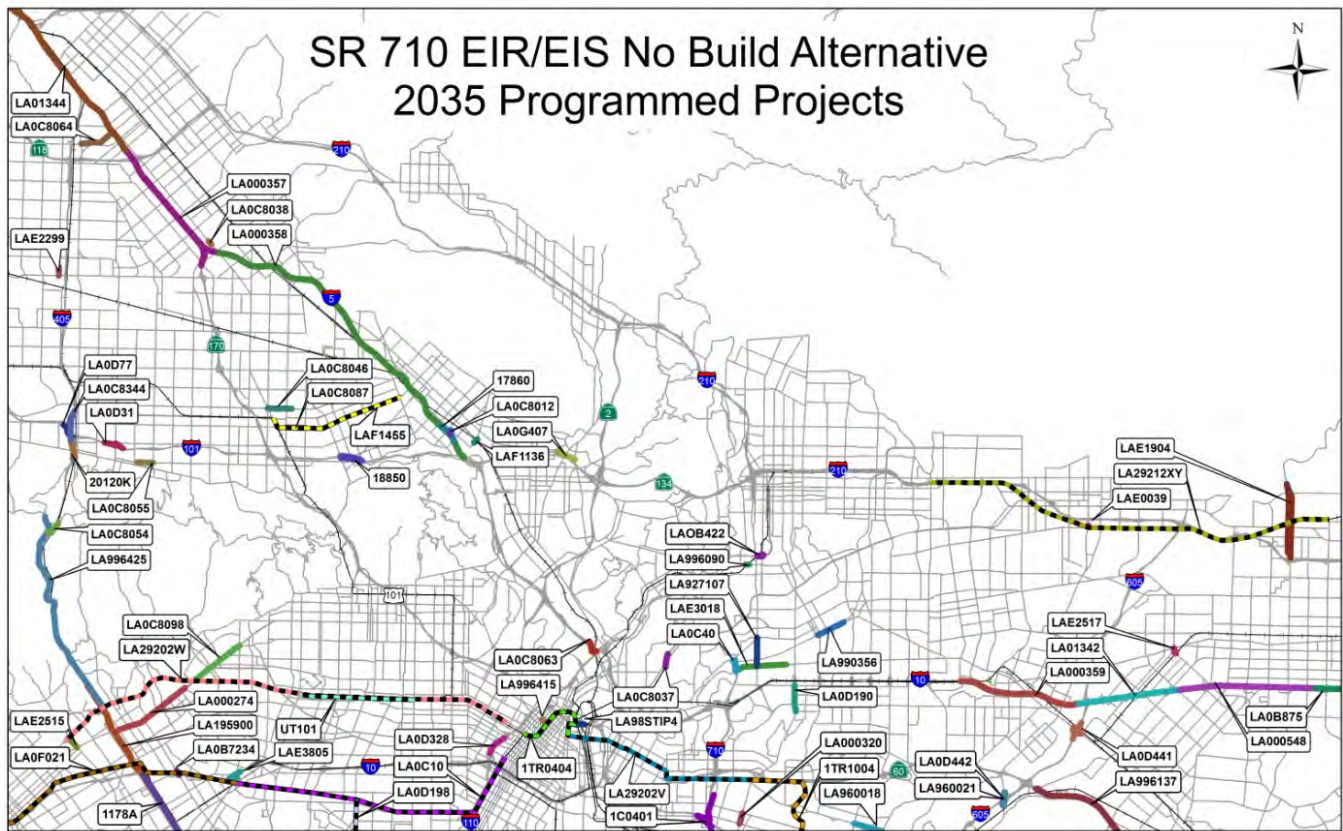 SR 710 EIR/EIS No Build Alternative
2035 Programmed Projects
N
LA01344
LA0C8064
118
210
LA000357
LA0C8038
LA000358
LAE2299
5
405
170
LA0D77
LA0C8344
LA0D31
LA0C8046
LA0C8087
17860
LA0C8012
LA0G407
LAF1455
LAF1136
2
210
101
18850
134
210
20120K
LA0C8055
LA0C8054
LA996425
LAE1904
LA29212XY
LAE0039
LAOB422
LA996090
LA927107
LAE3018
LA0C40
605
101
LA0C8098
LA29202W
LA0C8063
LA996415
LA990356
LAE2517
LA01342
LA000359
10
LA0C8037
LA98STIP4
LA0D190
LA000274
LA195900
LAE2515
LA0F021
UT101
LA0B7234
LAE3805
LA0D328
LA0C10
LA0D198
10
1TR0404
710
LA29202V
LA000320
1TR1004
LA960018
60
LA0D442
LA960021
LA0B875
LA000548
LA0D441
LA996137
1178A
110
1C0401
605